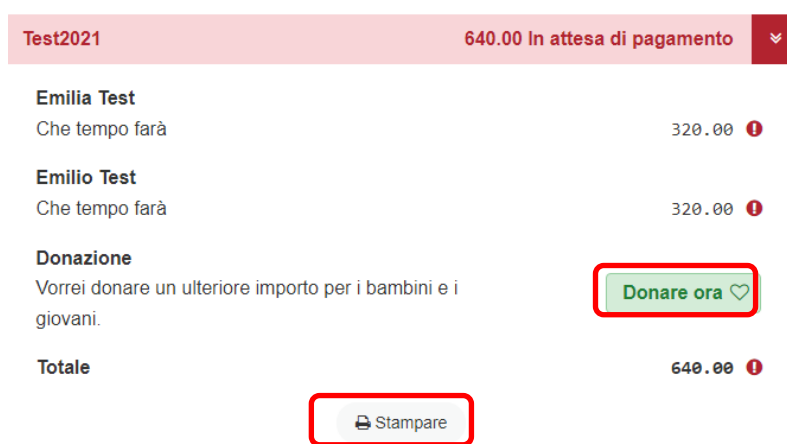 Test2021 640.00 In attesa di pagamento
Emilia Test
Che tempo farà 320.00
Emilio Test
Che tempo farà 320.00
Donazione
Vorrei donare un ulteriore importo per i bambini e i
giovani.
Donare ora
Totale 640.00
Stampare